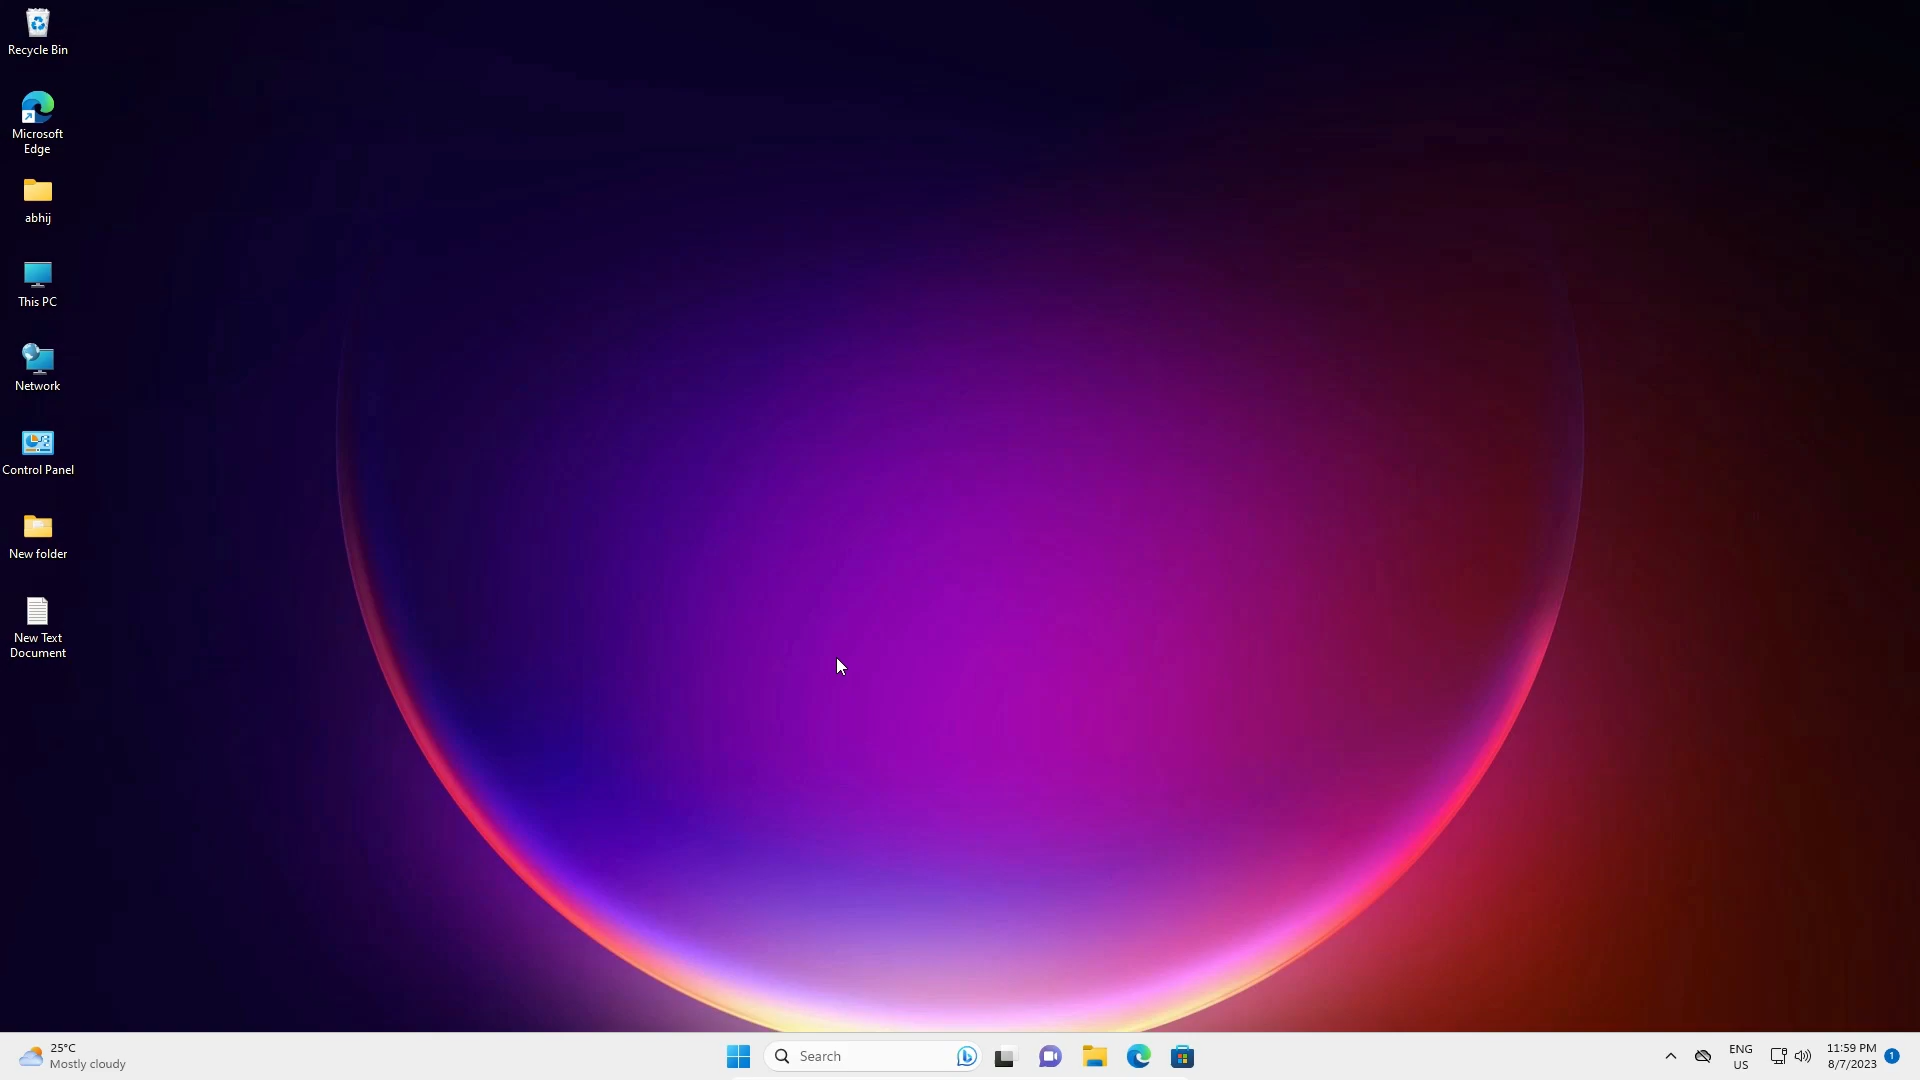 Recycle Bin
Microsoft
Edge
abhij
This PC
Network
Control Panel
New folder
New Text
Document
25°C
Mostly cloudy
Search
ENG
US
11:59 PM
8/7/2023
1